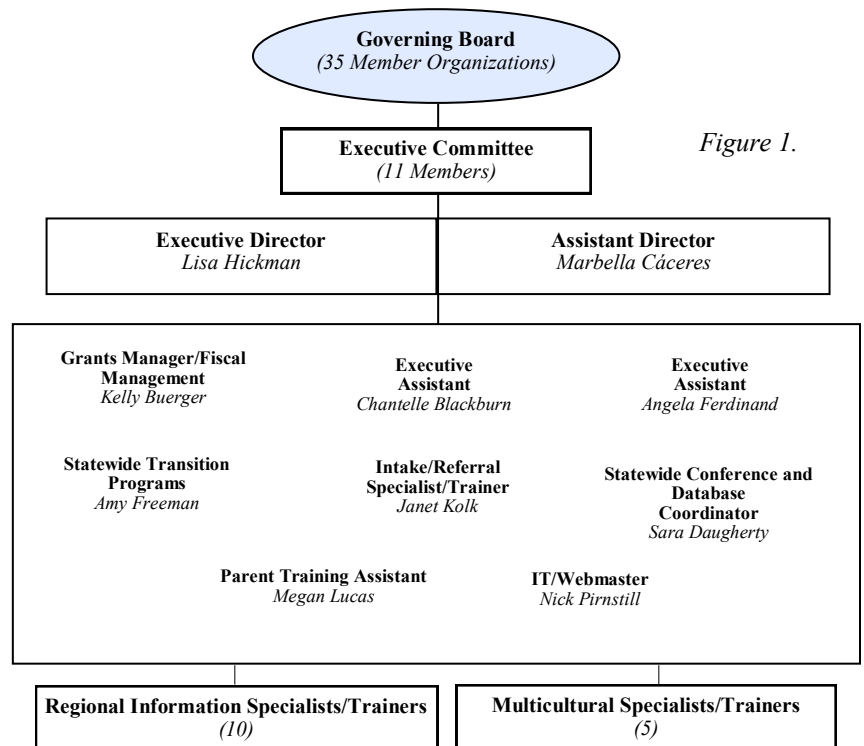 Governing Board
(35 Member Organizations)
Executive Committee
(11 Members)
Figure 1.
Executive Director
Lisa Hickman
Assistant Director
Marbella Cáceres
Grants Manager/Fiscal
Management
Kelly Buerger
Executive
Assistant
Chantelle Blackburn
Executive
Assistant
Angela Ferdinand
Statewide Transition
Programs
Amy Freeman
Intake/Referral
Specialist/Trainer
Janet Kolk
Statewide Conference and
Database
Coordinator
Sara Daugherty
Parent Training Assistant
Megan Lucas
IT/Webmaster
Nick Pirnstill
Regional Information Specialists/Trainers
(10)
Multicultural Specialists/Trainers
(5)